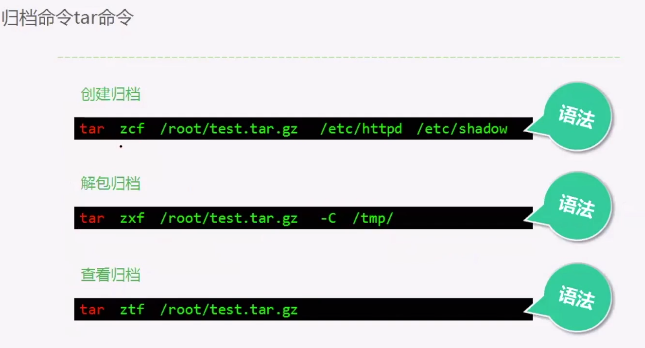 归档命令tar命令
创建归档
tar zcf /root/test.tar.gz /etc/httpd /etc/shadow
语法
解包归档
tar zxf /root/test.tar.gz -C /tmp/
语法
查看归档
tar ztf /root/test.tar.gz
语法